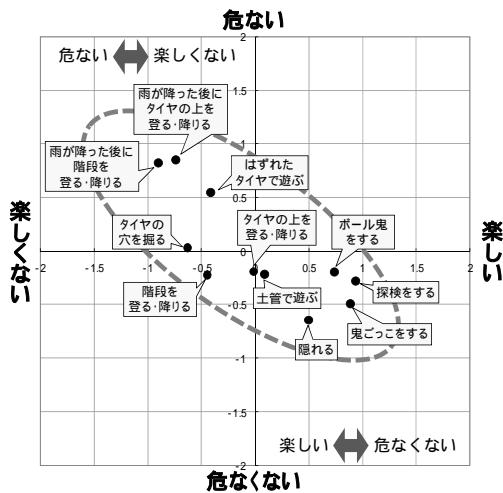 危ない
危ない 楽しくない
雨が降った後に
タイヤの上を
登る・降りる
雨が降った後に
階段を
登る・降りる
はずれた
タイヤで遊ぶ
タイヤの
穴を掘る
タイヤの上を
登る・降りる
ボール鬼
をする
階段を
登る・降りる
土管で遊ぶ
探検をする
鬼ごっこをする
隠れる
楽しくない
楽しい
2
1.5
1
0.5
0
-0.5
-1
-1.5
-2
-2 -1.5 -1 -0.5 0 0.5 1 1.5 2
楽しい 危なくない
危なくない